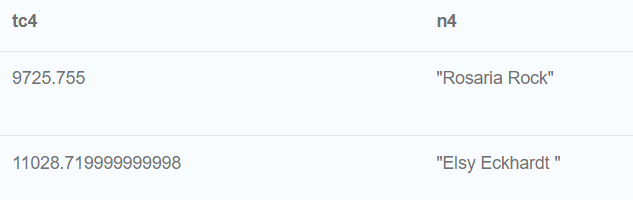 tc4 n4
9725.755 "Rosaria Rock"
11028.719999999998 "Elsy Eckhardt "